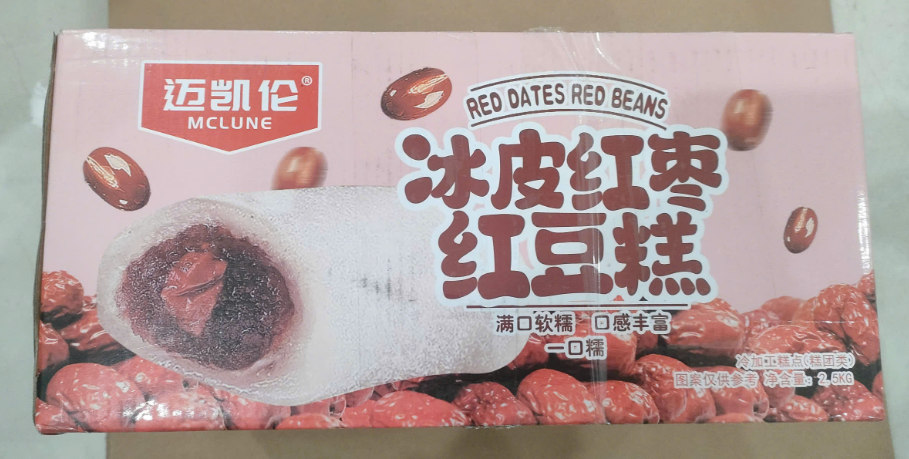 迈凯伦®
MCLUNE
RED DATES RED BEANS
冰皮红枣
红豆糕
满口软糯 口感丰富
一口糯
冷加工糕点(糕团类)
图案仅供参考 净含量: 2.5KG